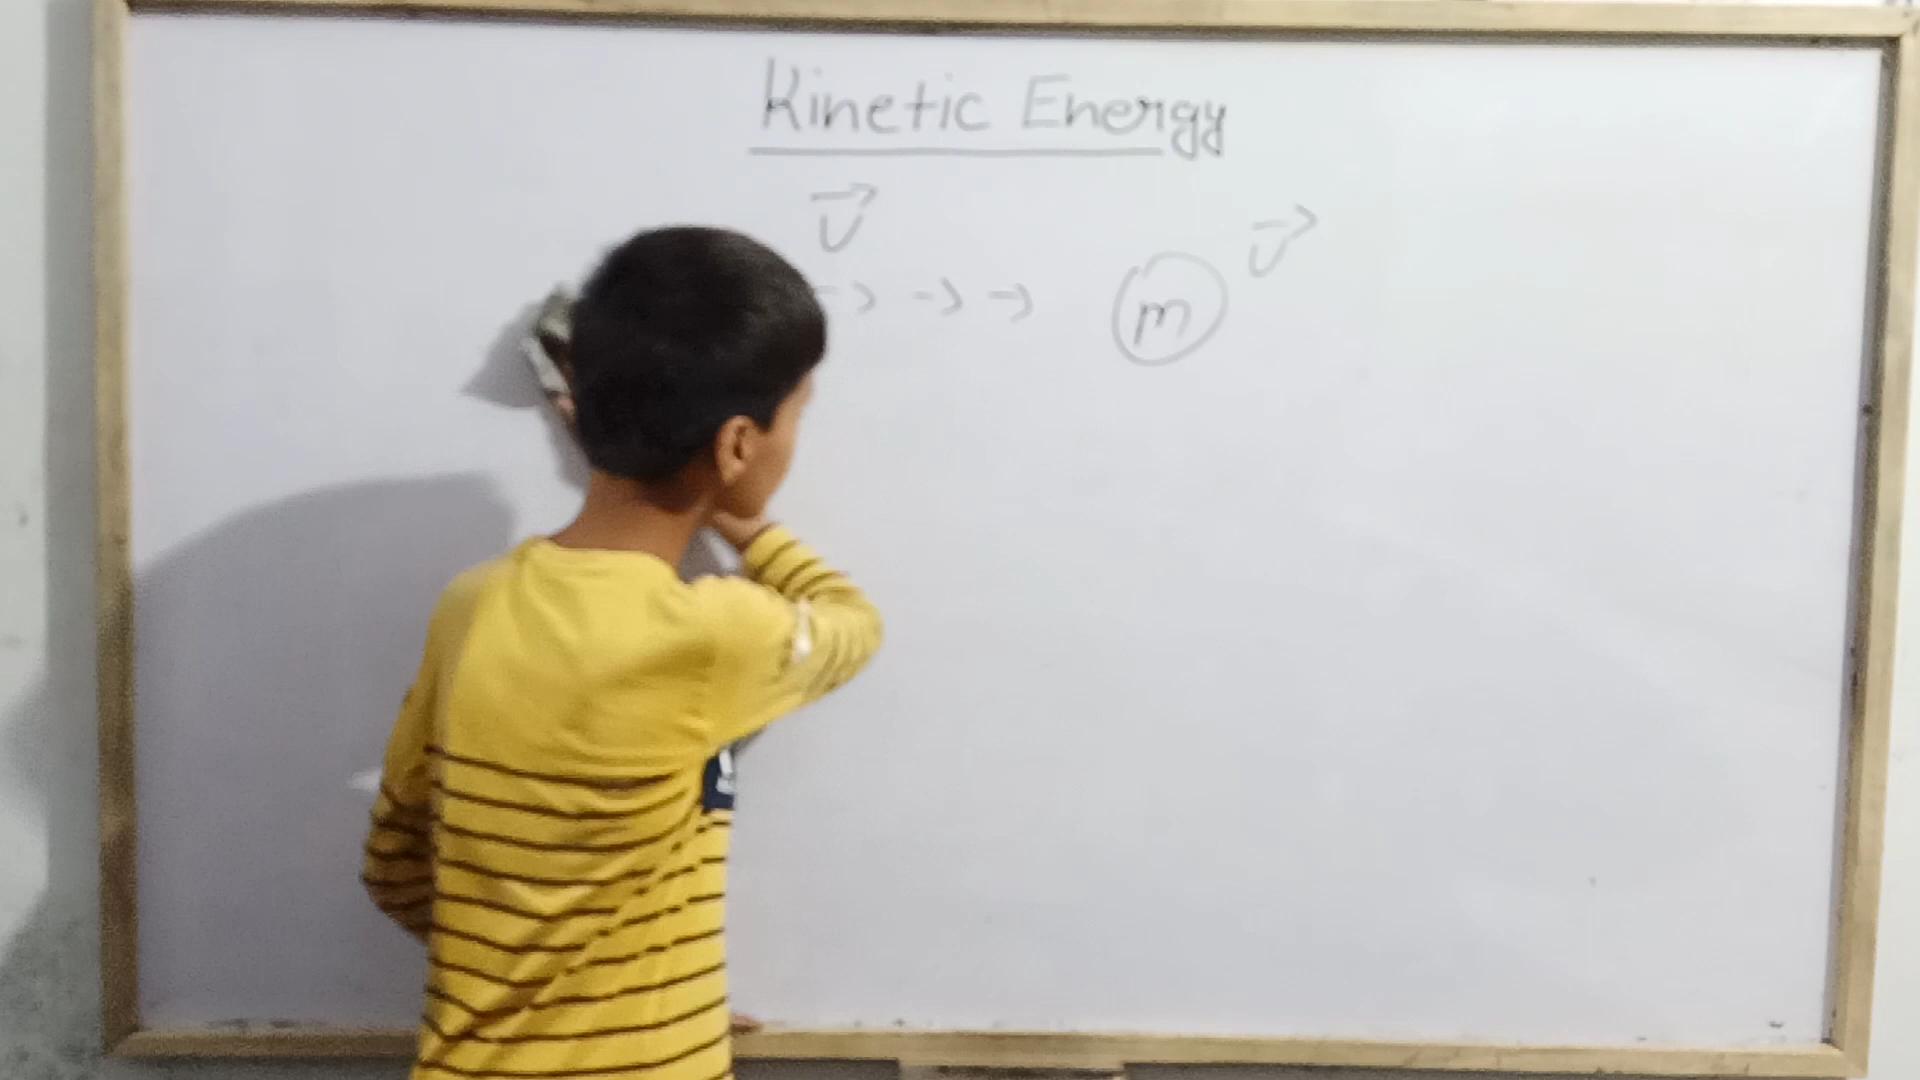 Kinetic Energy
v⃗
v⃗
→ → →
m